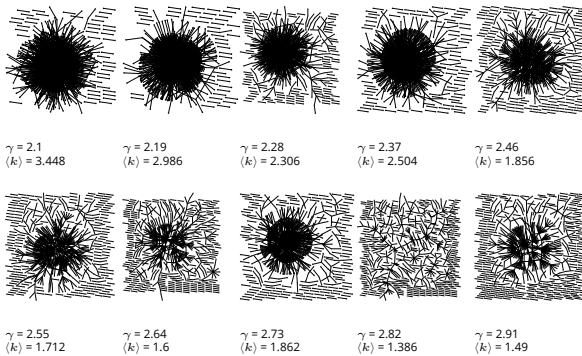 γ = 2.1
⟨k⟩ = 3.448
γ = 2.19
⟨k⟩ = 2.986
γ = 2.28
⟨k⟩ = 2.306
γ = 2.37
⟨k⟩ = 2.504
γ = 2.46
⟨k⟩ = 1.856
γ = 2.55
⟨k⟩ = 1.712
γ = 2.64
⟨k⟩ = 1.6
γ = 2.73
⟨k⟩ = 1.862
γ = 2.82
⟨k⟩ = 1.386
γ = 2.91
⟨k⟩ = 1.49